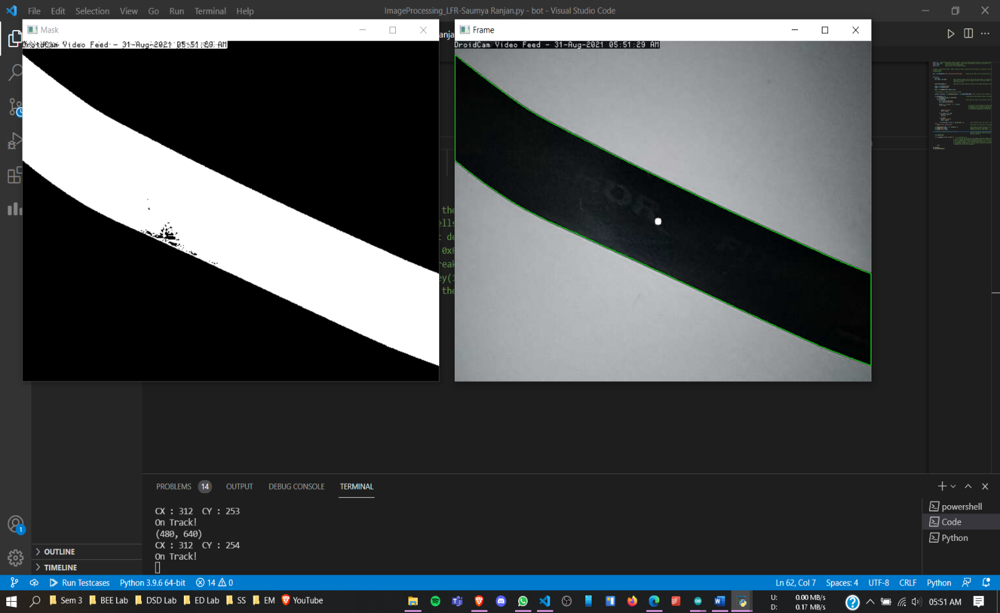 File Edit Selection View Go Run Terminal Help
ImageProcessing_LFR-Saumya Ranjan.py - bot - Visual Studio Code
Mask
Frame
anja
DroidCam Video Feed - 31-Aug-2021 05:51:29 AM
DroidCam Video Feed - 31-Aug-2021 05:51:29 AM
the
ells
t de
0xF
reak
ey(1
the
PROBLEMS 14 OUTPUT DEBUG CONSOLE TERMINAL
CX : 312 CY : 253
On Track!
(480, 640)
CX : 312 CY : 254
On Track!
powershell
Code
Python
1
OUTLINE
TIMELINE
Run Testcases Python 3.9.6 64-bit 14 0
Ln 62, Col 7 Spaces: 4 UTF-8 CRLF Python
Sem 3 BEE Lab DSD Lab ED Lab SS EM YouTube
U: 0.00 MB/s
D: 0.17 MB/s
05:51 AM